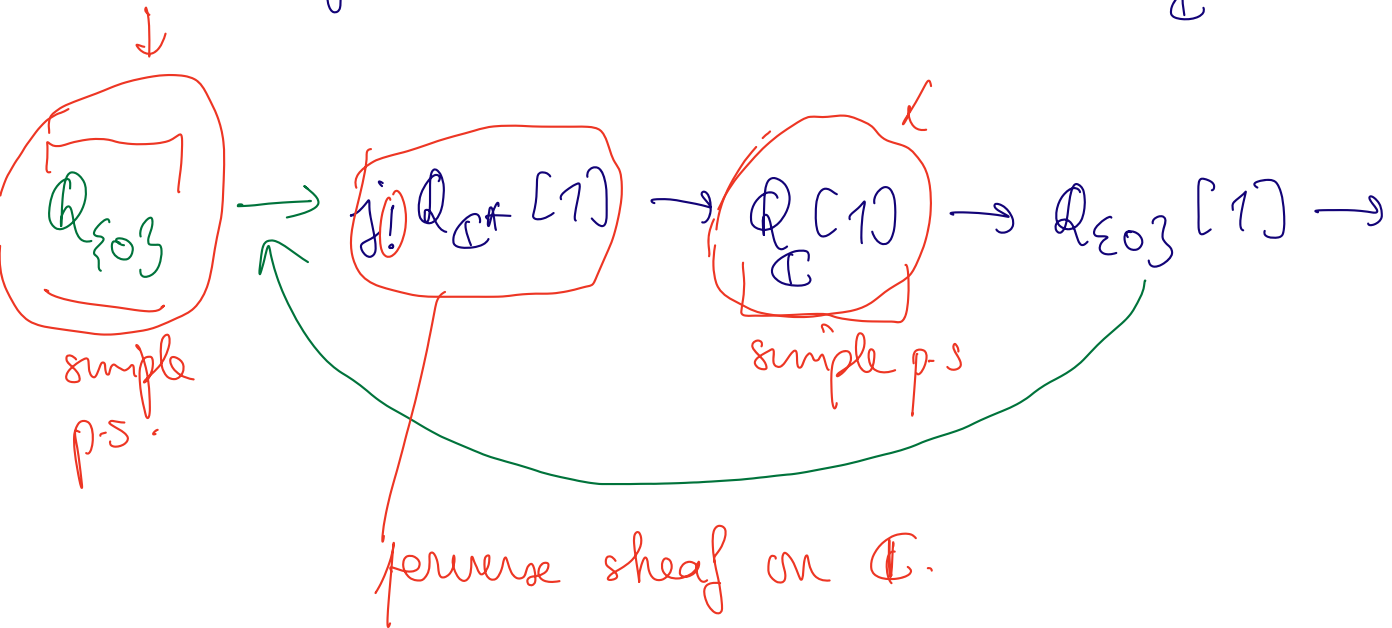 ℚ_{0} → j! ℚ_ℂ* [1] → ℚ_ℂ [1] → ℚ_{0} [1] →
simple p.s.
simple p.s
perverse sheaf on ℂ.